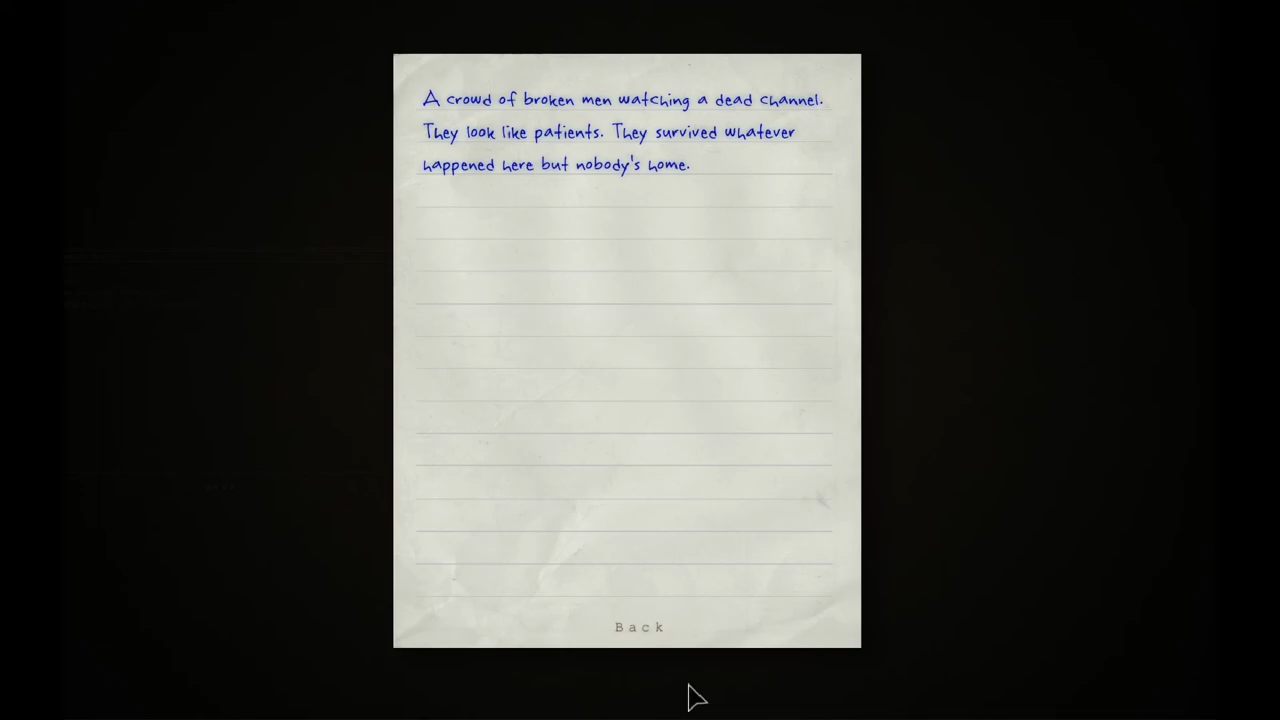 A crowd of broken men watching a dead channel.
They look like patients. They survived whatever
happened here but nobody's home.
Back